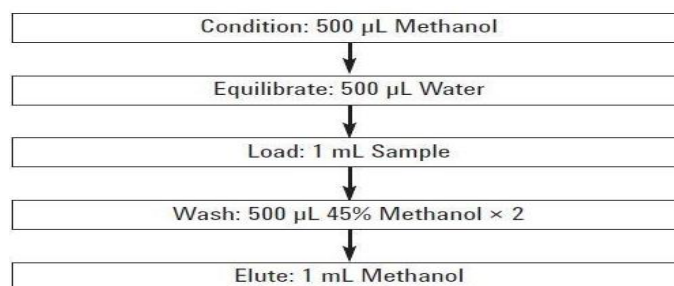 Condition: 500 µL Methanol
Equilibrate: 500 µL Water
Load: 1 mL Sample
Wash: 500 µL 45% Methanol × 2
Elute: 1 mL Methanol